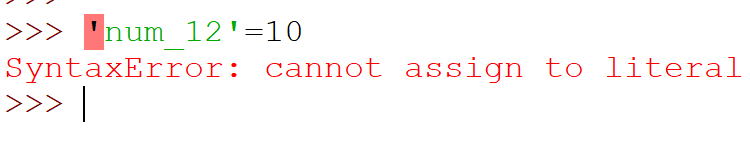 >>> 'num_12'=10
SyntaxError: cannot assign to literal
>>>